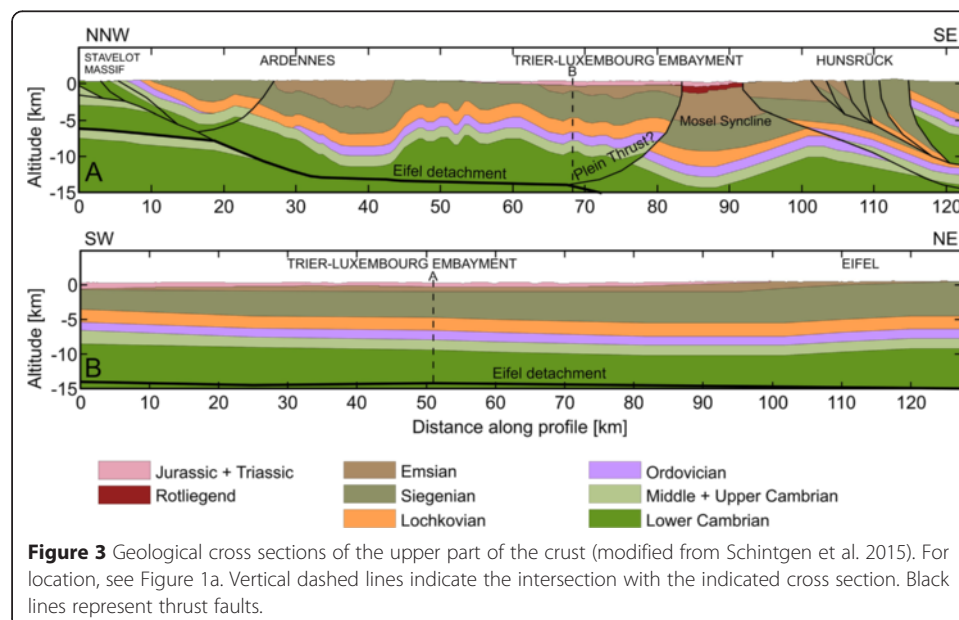 NNW SE
STAVELOT
MASSIF
ARDENNES
TRIER-LUXEMBOURG EMBAYMENT
B
HUNSRÜCK
Altitude [km]
0
-5
-10
-15
A
Eifel detachment
Plein Thrust?
Mosel Syncline
0 10 20 30 40 50 60 70 80 90 100 110 120
SW NE
TRIER-LUXEMBOURG EMBAYMENT
A
EIFEL
Altitude [km]
0
-5
-10
-15
B
Eifel detachment
0 10 20 30 40 50 60 70 80 90 100 110 120
Distance along profile [km]
Jurassic + Triassic
Rotliegend
Emsian
Siegenian
Lochkovian
Ordovician
Middle + Upper Cambrian
Lower Cambrian
Figure 3 Geological cross sections of the upper part of the crust (modified from Schintgen et al. 2015). For
location, see Figure 1a. Vertical dashed lines indicate the intersection with the indicated cross section. Black
lines represent thrust faults.